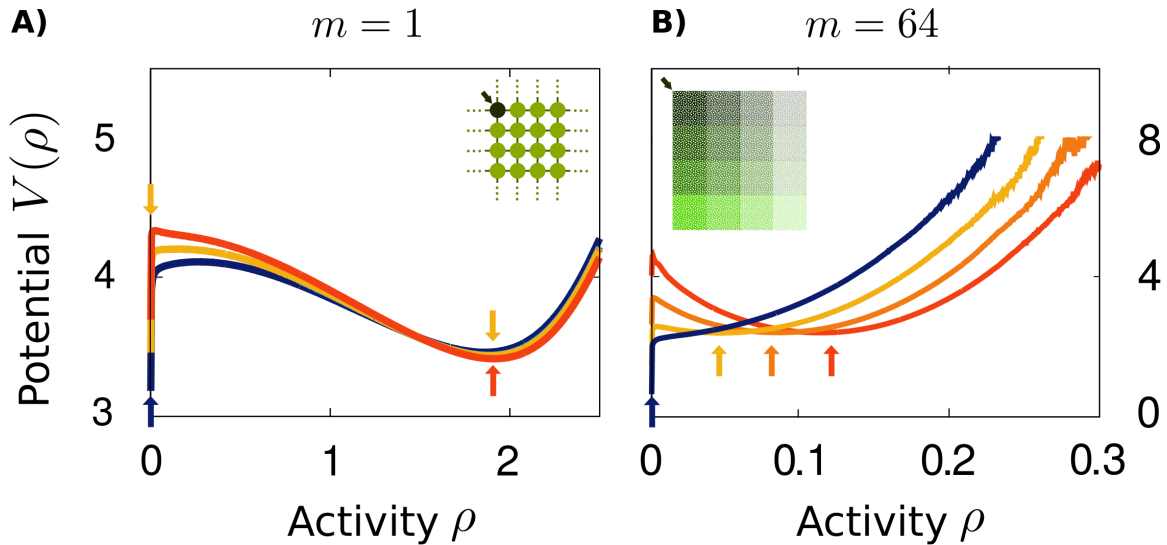 A) m = 1 B) m = 64
Potential V(ρ)
5
4
3
0 1 2
Activity ρ
8
4
0
0 0.1 0.2 0.3
Activity ρ